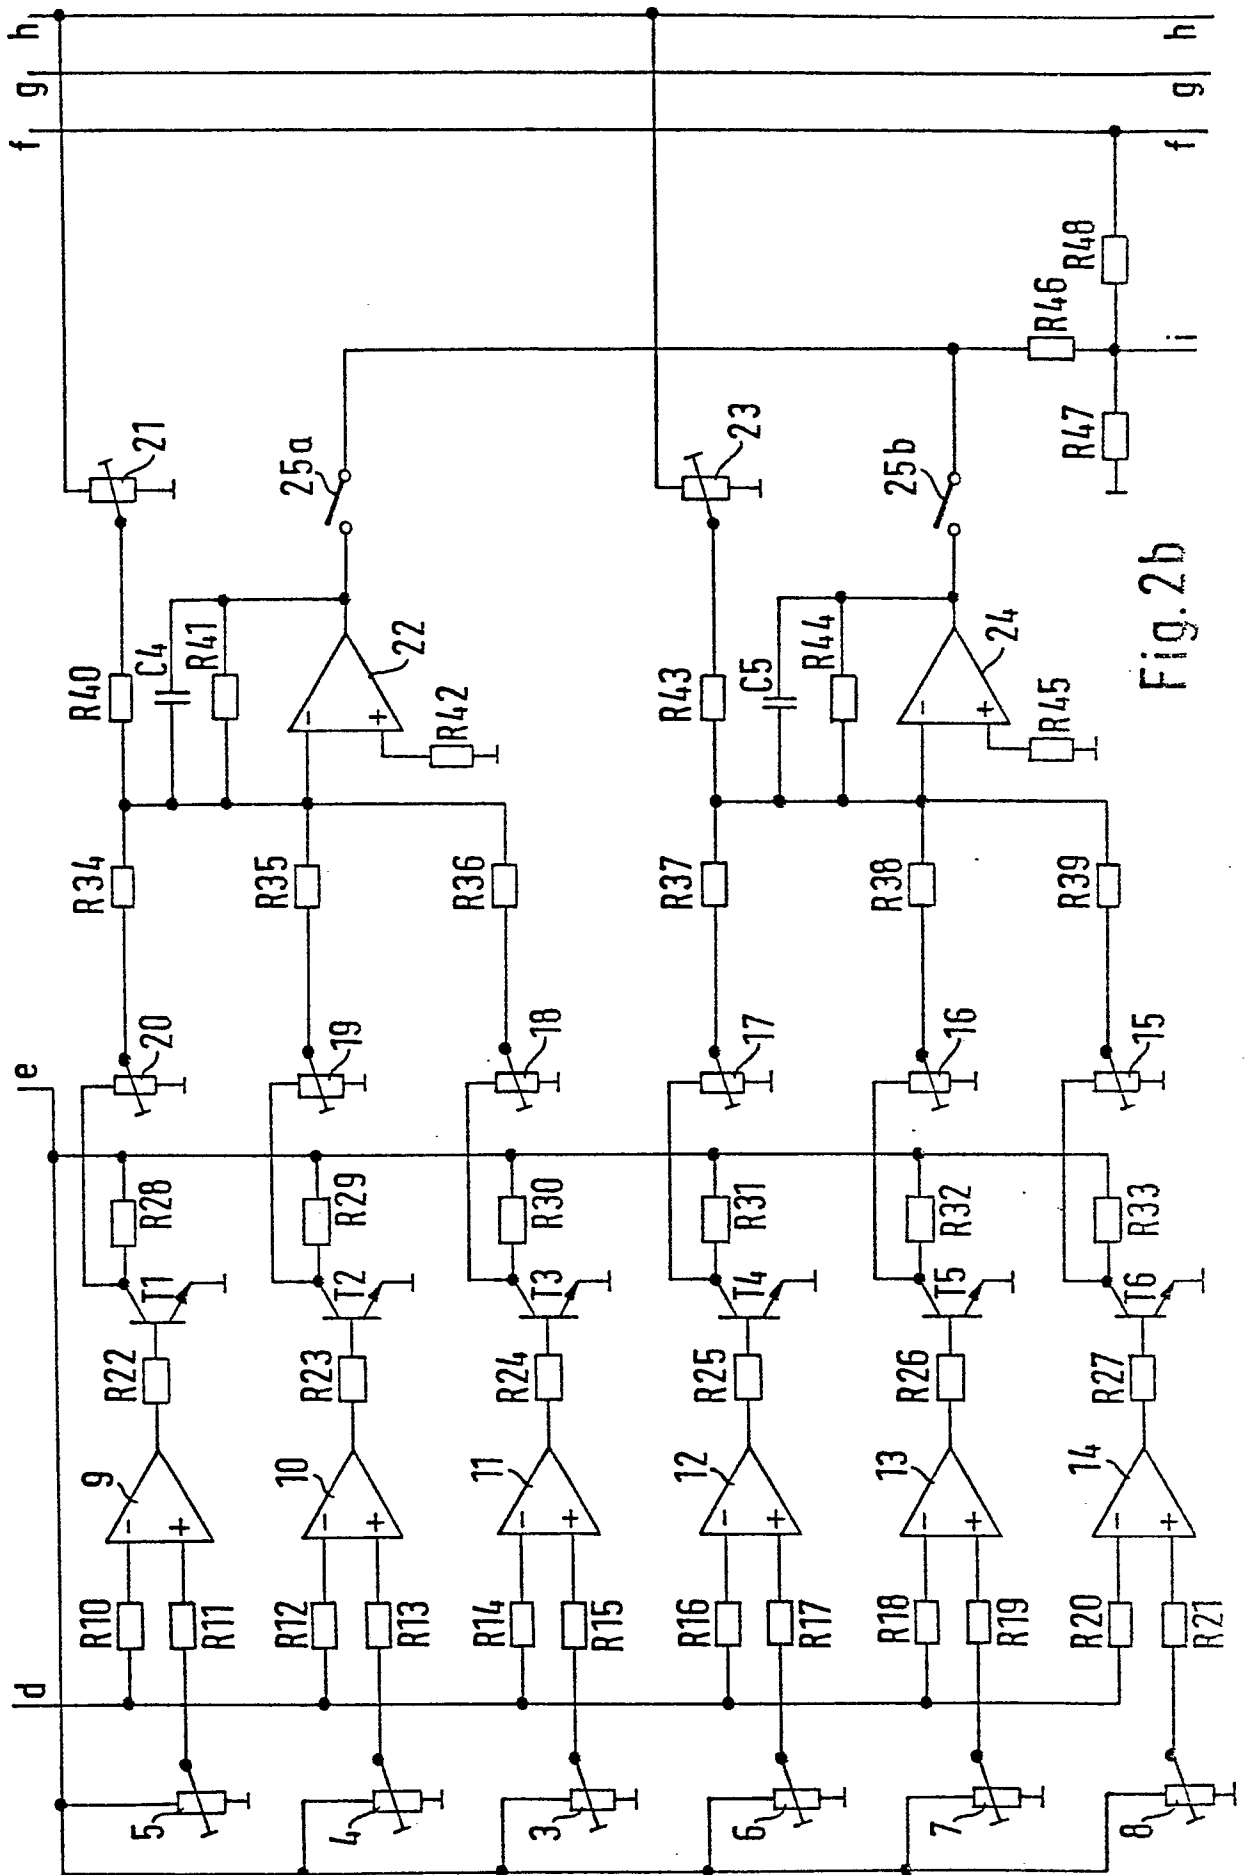 h
g
f
21
25a
R40
C4
R41
22
R42
R34
R35
R36
e
20
19
18
R28
R29
R30
T1
T2
T3
R22
R23
R24
9
10
11
-
+
-
+
-
+
R10
R11
R12
R13
R14
R15
d
5
4
3
h
g
f
R48
R46
i
R47
23
25b
Fig. 2b
R43
C5
R44
24
R45
-
+
-
+
R37
R38
R39
17
16
15
R31
R32
R33
T4
T5
T6
R25
R26
R27
12
13
14
-
+
-
+
-
+
R16
R17
R18
R19
R20
R21
6
7
8